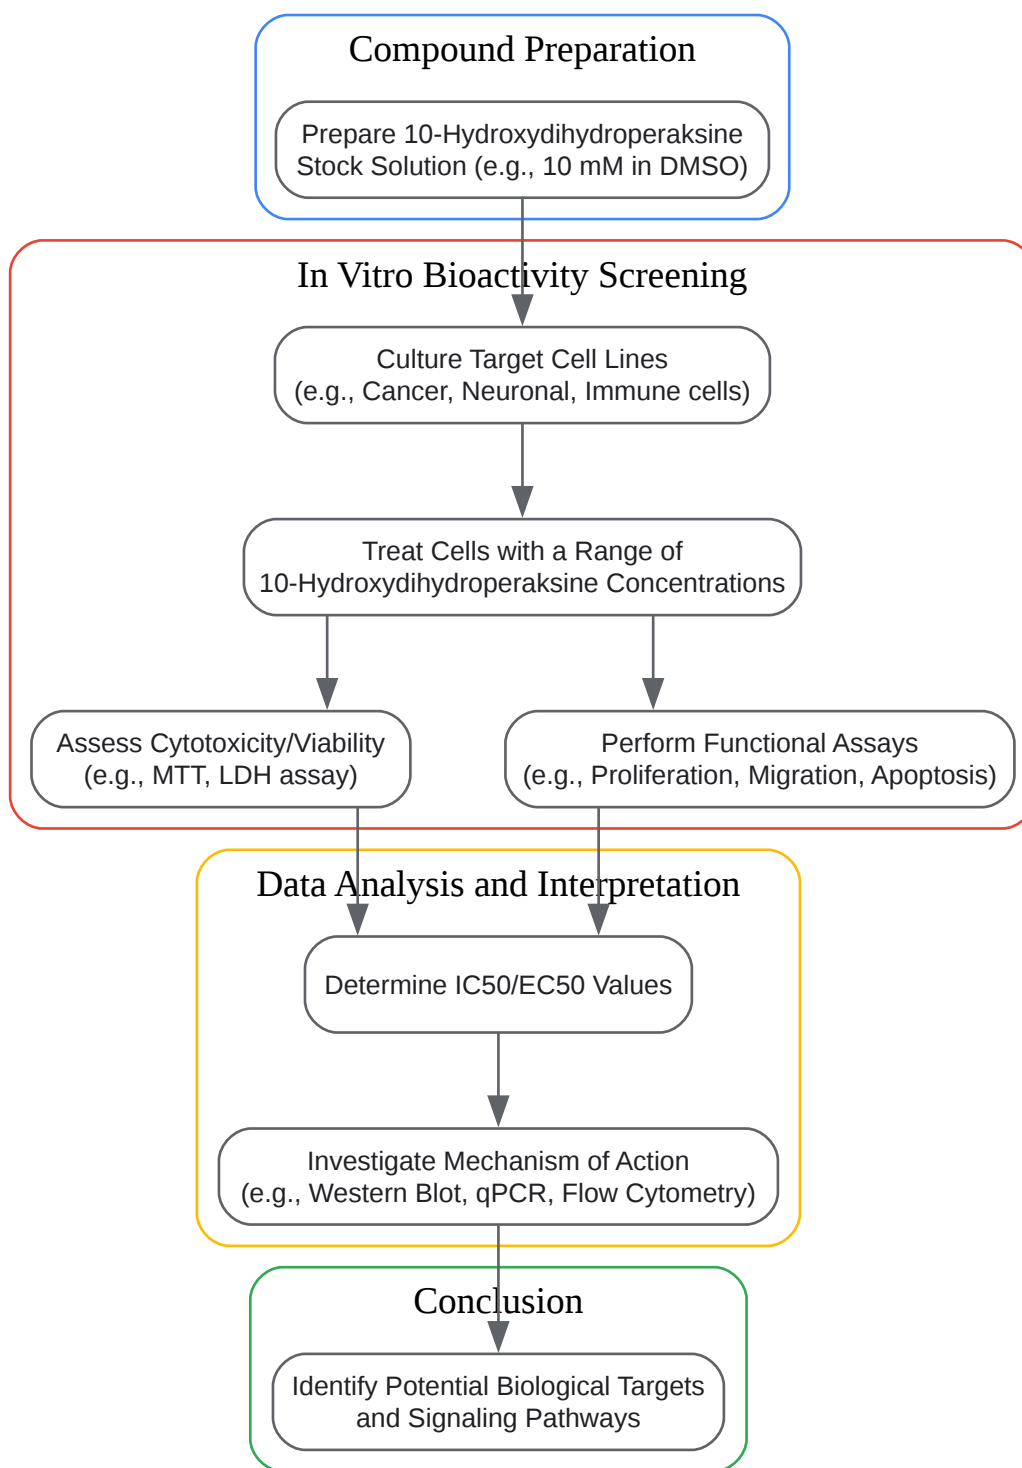 Compound Preparation
Prepare 10-Hydroxydihydroperaksine
Stock Solution (e.g., 10 mM in DMSO)
In Vitro Bioactivity Screening
Culture Target Cell Lines
(e.g., Cancer, Neuronal, Immune cells)
Treat Cells with a Range of
10-Hydroxydihydroperaksine Concentrations
Assess Cytotoxicity/Viability
(e.g., MTT, LDH assay)
Perform Functional Assays
(e.g., Proliferation, Migration, Apoptosis)
Data Analysis and Interpretation
Determine IC50/EC50 Values
Investigate Mechanism of Action
(e.g., Western Blot, qPCR, Flow Cytometry)
Conclusion
Identify Potential Biological Targets
and Signaling Pathways